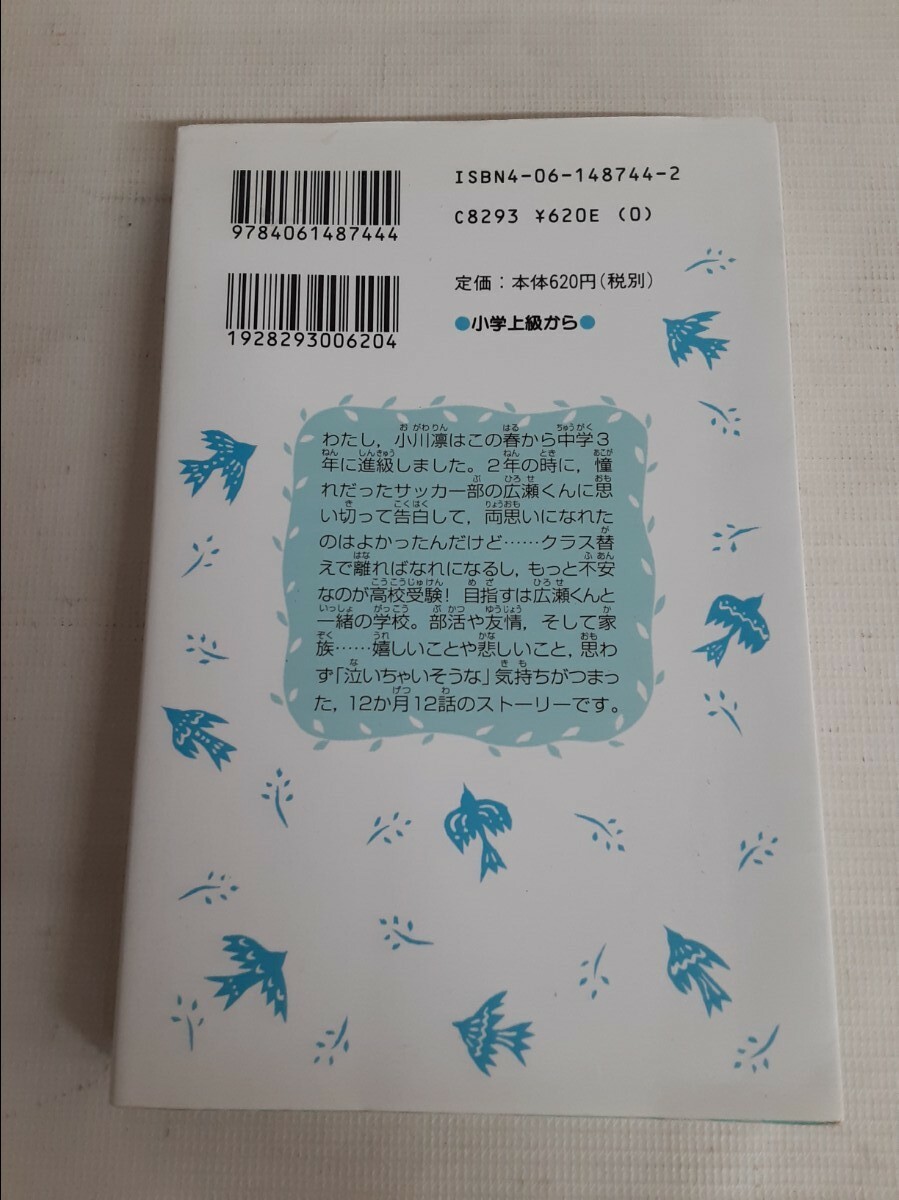 ISBN4-06-148744-2
9784061487444
C8293 ¥620E (0)
定価：本体620円（税別）
1928293006204
●小学上級から●
わたし，小川凛はこの春から中学３
年に進級しました。２年の時に，憧
れだったサッカー部の広瀬くんに思
い切って告白して，両思いになれた
のはよかったんだけど……クラス替
えで離ればなれになるし，もっと不安
なのが高校受験！目指すは広瀬くんと
一緒の学校。部活や友情，そして家
族……嬉しいことや悲しいこと，思わ
ず「泣いちゃいそうな」気持ちがつまっ
た，12か月12話のストーリーです。